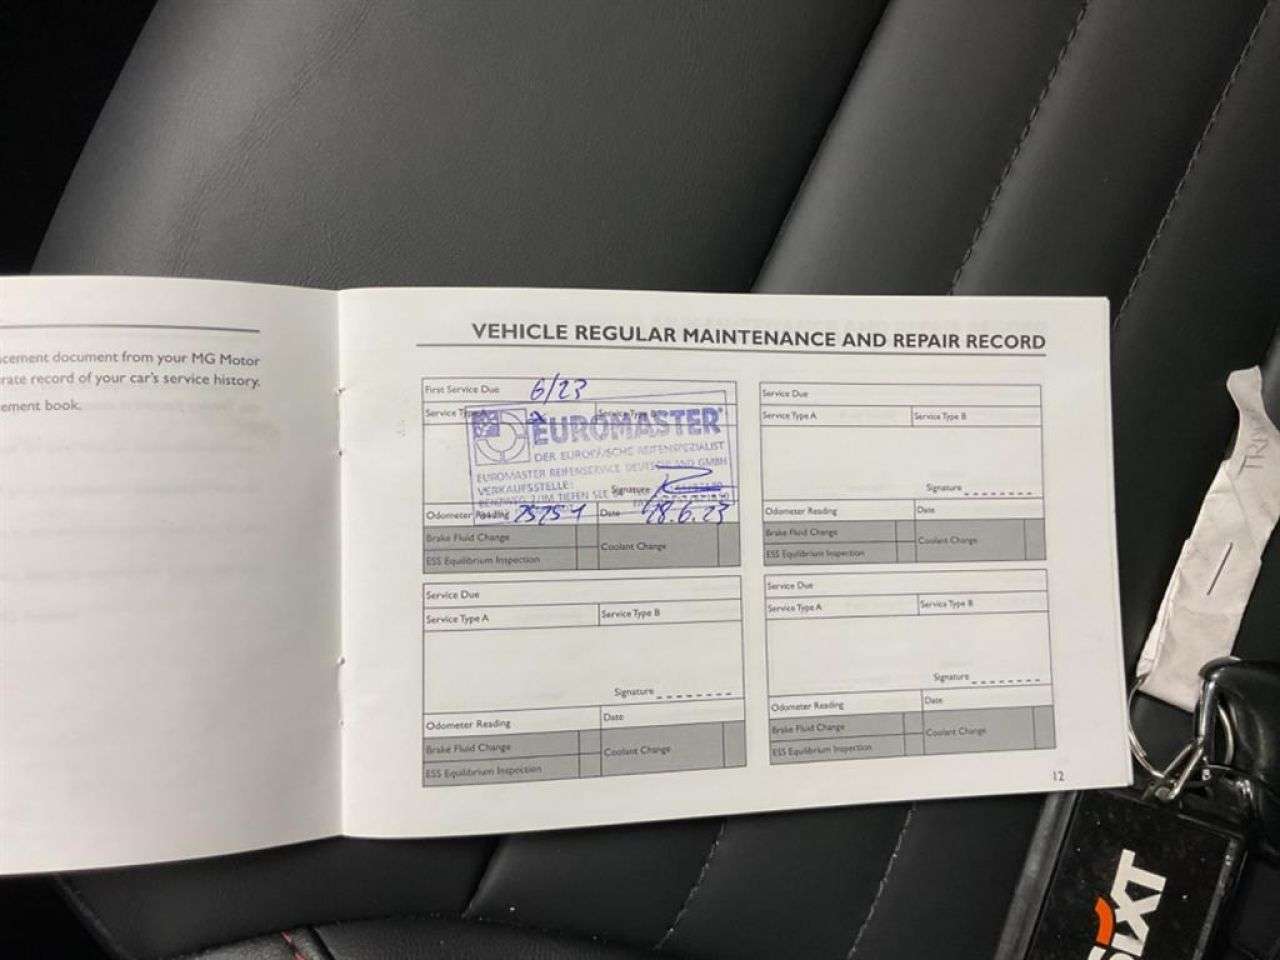 cement document from your MG Motor
rate record of your car's service history.
ement book.
VEHICLE REGULAR MAINTENANCE AND REPAIR RECORD
First Service Due 6/23
Service Type A Service Type B
EUROMASTER
DER EUROPÄISCHE REIFENSPEZIALIST
EUROMASTER REIFENSERVICE DEUTSCHLAND GMBH
VERKAUFSSTELLE:
ZUM TIEFEN SEE
Signature
Odometer Reading Date 28.6.23
Brake Fluid Change
Coolant Change
ESS Equilibrium Inspection
Service Due
Service Type A Service Type B
Signature
Odometer Reading Date
Brake Fluid Change
Coolant Change
ESS Equilibrium Inspection
Service Due
Service Type A Service Type B
Signature
Odometer Reading Date
Brake Fluid Change
Coolant Change
ESS Equilibrium Inspection
Service Due
Service Type A Service Type B
Signature
Odometer Reading Date
Brake Fluid Change
Coolant Change
ESS Equilibrium Inspection
12
SIXT